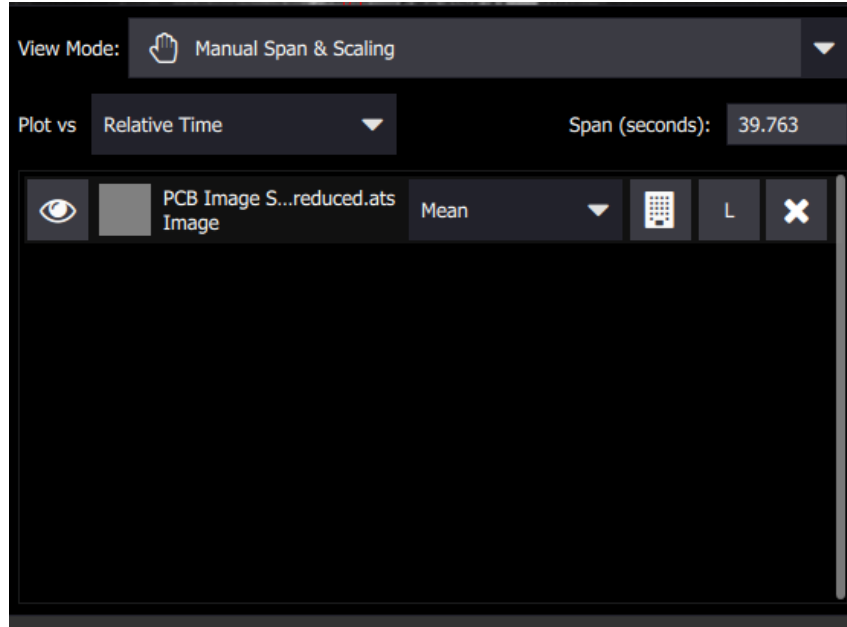 View Mode: Manual Span & Scaling
Plot vs Relative Time Span (seconds): 39.763
PCB Image S...reduced.ats
Image
Mean
L